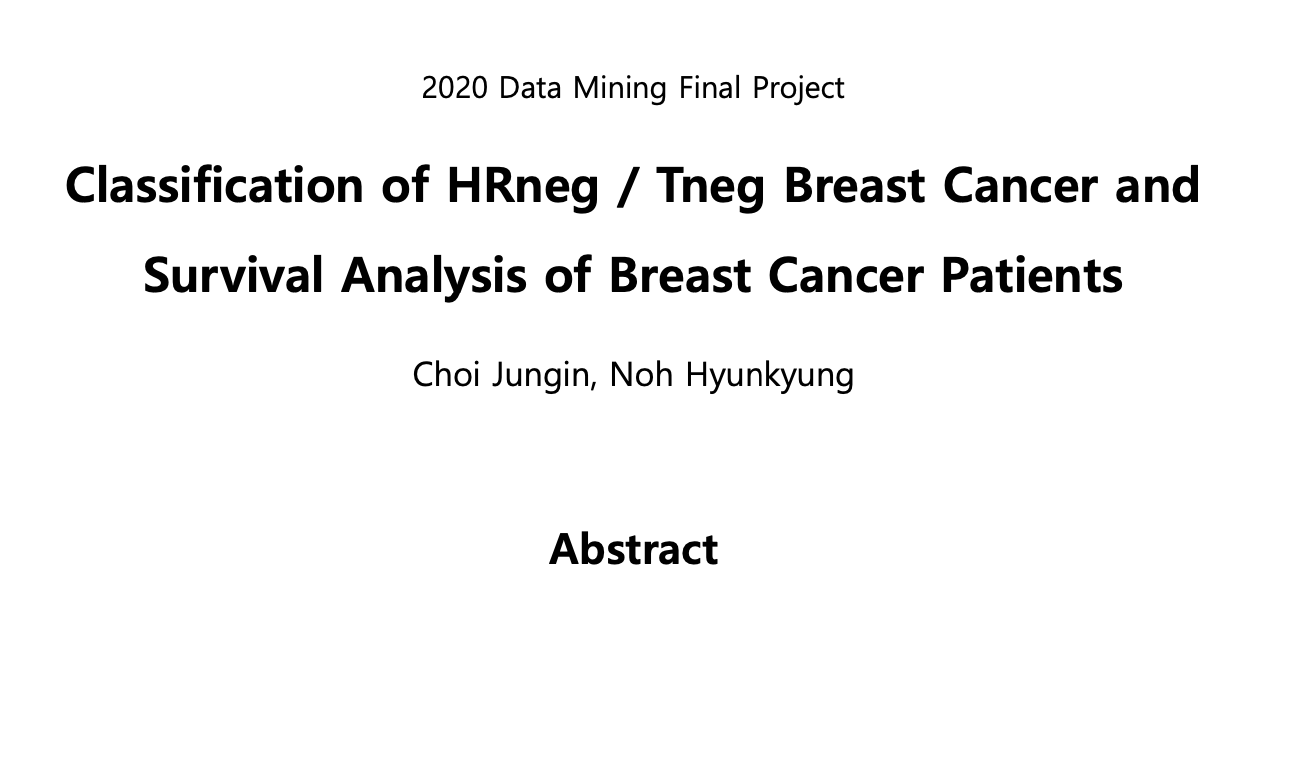 2020 Data Mining Final Project
Classification of HRneg / Tneg Breast Cancer and
Survival Analysis of Breast Cancer Patients
Choi Jungin, Noh Hyunkyung
Abstract